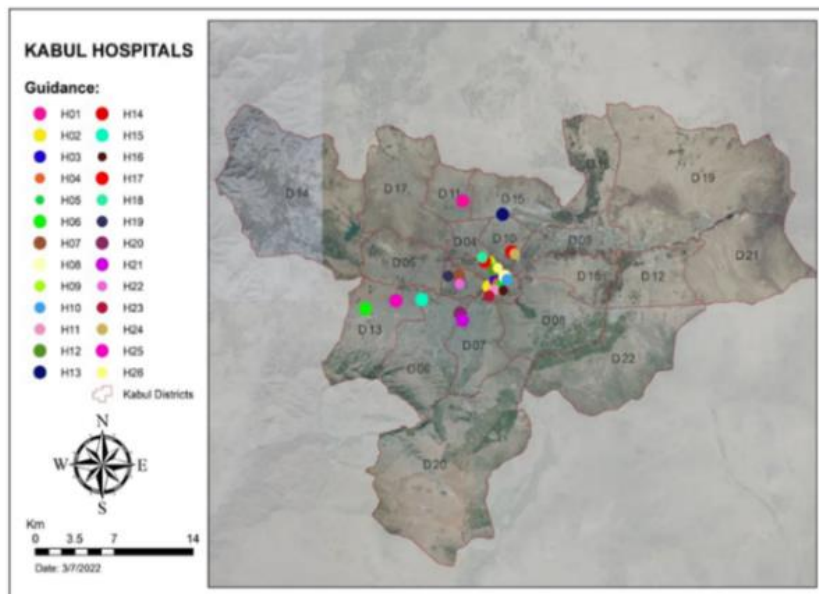 KABUL HOSPITALS
Guidance:
H01 H14
H02 H15
H03 H16
H04 H17
H05 H18
H06 H19
H07 H20
H08 H21
H09 H22
H10 H23
H11 H24
H12 H25
H13 H26
Kabul Districts
N
W E
S
Km
0 3.5 7 14
Date: 3/7/2022
D14
D17
D11
D15
D19
D04
D10
D09
D05
D21
D12
D13
D08
D07
D22
D06
D20